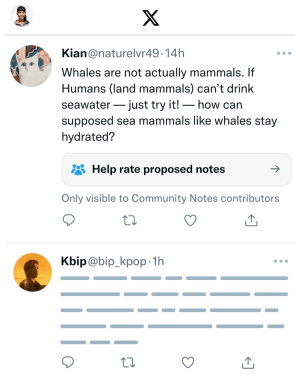 X
Kian@naturelvr49·14h
Whales are not actually mammals. If
Humans (land mammals) can’t drink
seawater — just try it! — how can
supposed sea mammals like whales stay
hydrated?
Help rate proposed notes
Only visible to Community Notes contributors
Kbip@bip_kpop·1h